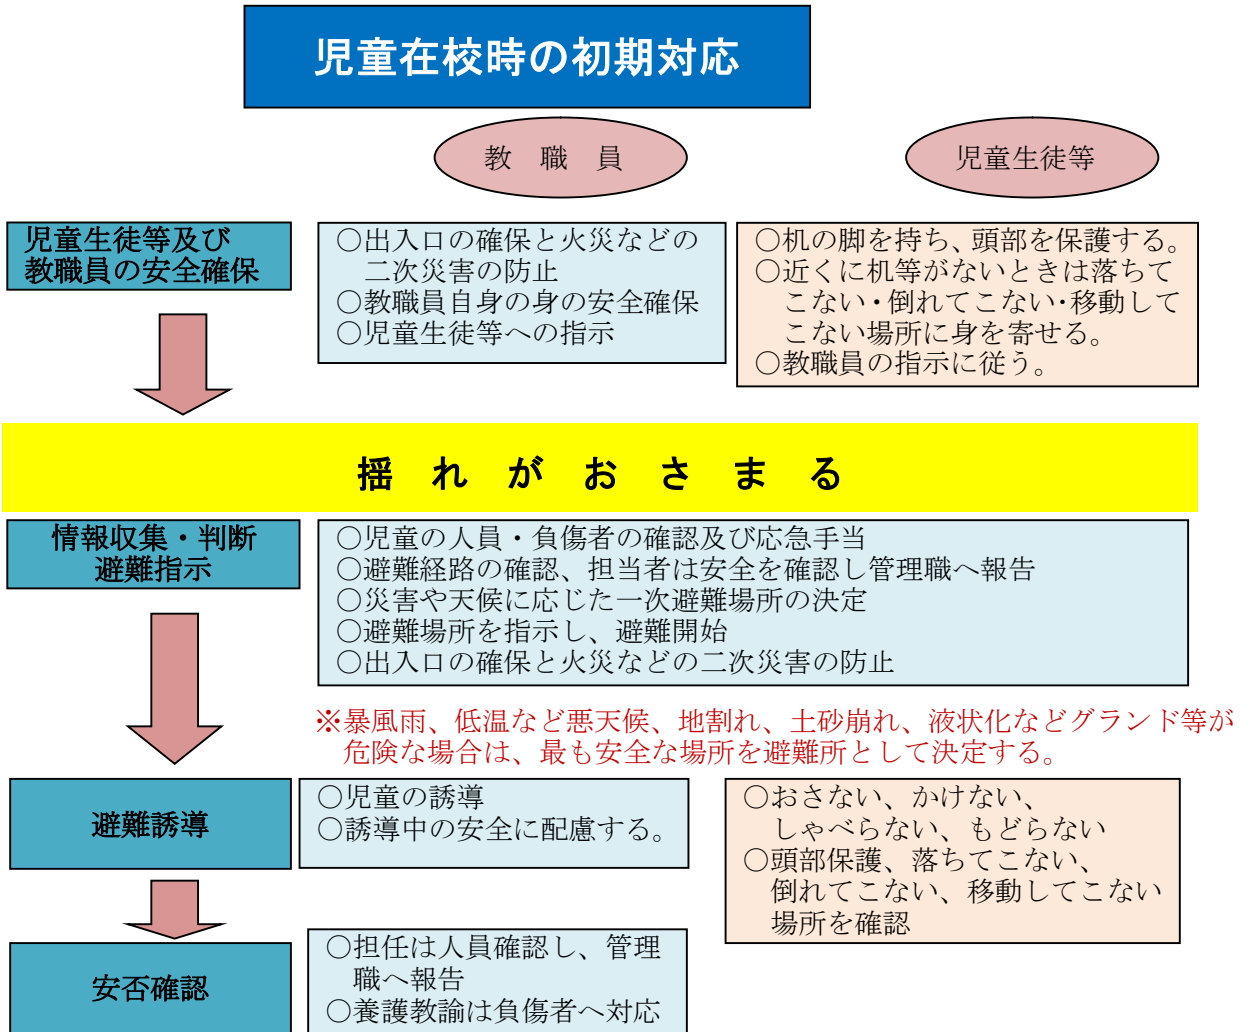 児童在校時の初期対応
教 職 員
児童生徒等
児童生徒等及び
教職員の安全確保
○出入口の確保と火災などの
二次災害の防止
○教職員自身の身の安全確保
○児童生徒等への指示
○机の脚を持ち、頭部を保護する。
○近くに机等がないときは落ちて
こない・倒れてこない・移動して
こない場所に身を寄せる。
○教職員の指示に従う。
揺 れ が お さ ま る
情報収集・判断
避難指示
○児童の人員・負傷者の確認及び応急手当
○避難経路の確認、担当者は安全を確認し管理職へ報告
○災害や天候に応じた一次避難場所の決定
○避難場所を指示し、避難開始
○出入口の確保と火災などの二次災害の防止
※暴風雨、低温など悪天候、地割れ、土砂崩れ、液状化などグランド等が
危険な場合は、最も安全な場所を避難所として決定する。
避難誘導
○児童の誘導
○誘導中の安全に配慮する。
○おさない、かけない、
しゃべらない、もどらない
○頭部保護、落ちてこない、
倒れてこない、移動してこない
場所を確認
安否確認
○担任は人員確認し、管理
職へ報告
○養護教諭は負傷者へ対応